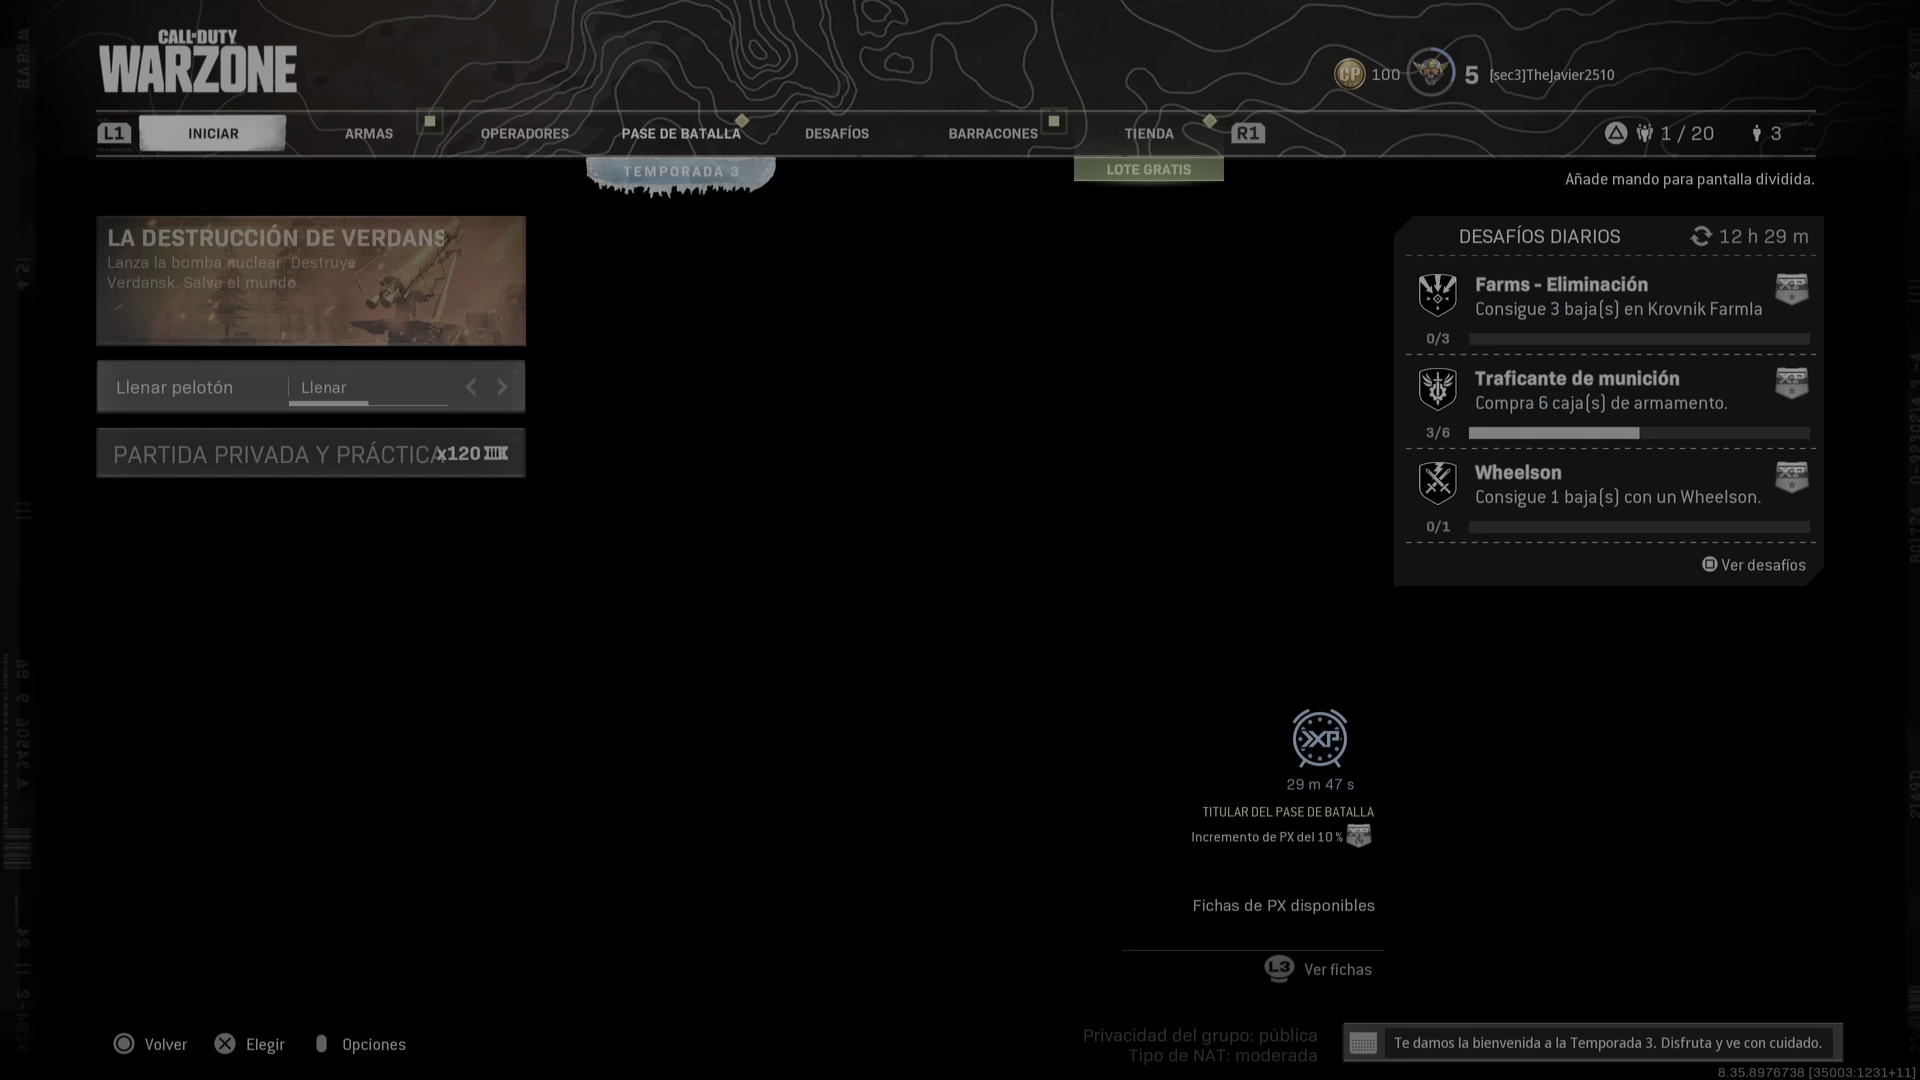 CALL OF DUTY
WARZONE
CP 100
5 [sec3]TheJavier2510
L1 INICIAR ARMAS OPERADORES PASE DE BATALLA DESAFÍOS BARRACONES TIENDA R1
1 / 20 3
TEMPORADA 3
LOTE GRATIS
Añade mando para pantalla dividida.
LA DESTRUCCIÓN DE VERDANS
Lanza la bomba nuclear. Destruye
Verdansk. Salva el mundo.
Llenar pelotón Llenar
PARTIDA PRIVADA Y PRÁCTICA x120
DESAFÍOS DIARIOS 12 h 29 m
Farms - Eliminación
Consigue 3 baja(s) en Krovnik Farmla
0/3
Traficante de munición
Compra 6 caja(s) de armamento.
3/6
Wheelson
Consigue 1 baja(s) con un Wheelson.
0/1
Ver desafíos
XP
29 m 47 s
TITULAR DEL PASE DE BATALLA
Incremento de PX del 10 %
Fichas de PX disponibles
L3 Ver fichas
Volver Elegir Opciones
Privacidad del grupo: pública
Tipo de NAT: moderada
Te damos la bienvenida a la Temporada 3. Disfruta y ve con cuidado.
8.35.8976738 [35003:1231+11]